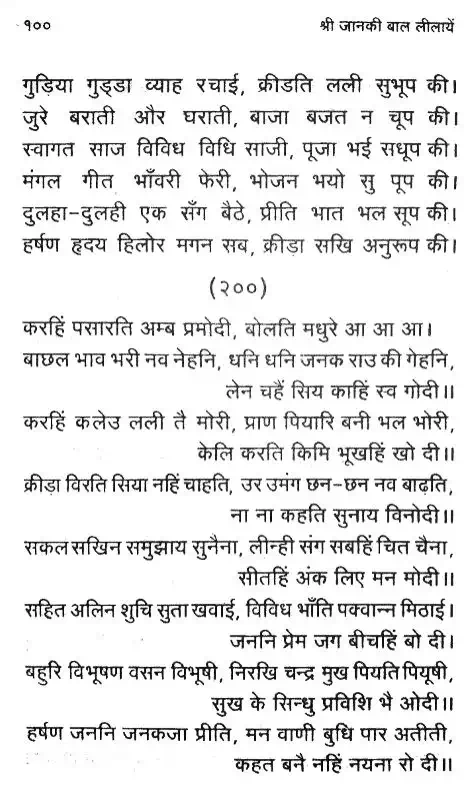 १०० श्री जानकी बाल लीलायें
गुड़िया गुड्डा व्याह रचाई, क्रीडति लली सुभूप की।
जुरे बराती और घराती, बाजा बजत न चूप की।
स्वागत साज विविध विधि साजी, पूजा भई सधूप की।
मंगल गीत भाँवरी फेरी, भोजन भयो सु पूप की।
दुलहा-दुलही एक सँग बैठे, प्रीति भात भल सूप की।
हर्षण हृदय हिलोर मगन सब, क्रीड़ा सखि अनुरूप की।
(२००)
करहिं पसारति अम्ब प्रमोदी, बोलति मधुरे आ आ आ।
बाछल भाव भरी नव नेहनि, धनि धनि जनक राउ की गेहनि,
लेन चहैं सिय काहिं स्व गोदी।।
करहिं कलेउ लली तै मोरी, प्राण पियारि बनी भल भोरी,
केलि करति किमि भूखहिं खो दी।।
क्रीड़ा विरति सिया नहिं चाहति, उर उमंग छन-छन नव बाढ़ति,
ना ना कहति सुनाय विनोदी।।
सकल सखिन समुझाय सुनैना, लीन्ही संग सबहिं चित चैना,
सीतहिं अंक लिए मन मोदी।।
सहित अलिन शुचि सुता खवाई, विविध भाँति पक्वान्न मिठाई।
जननि प्रेम जग बीचहिं बो दी।
बहुरि विभूषण वसन विभूषी, निरखि चन्द्र मुख पियति पियूषी,
सुख के सिन्धु प्रविशि भै ओदी।।
हर्षण जननि जनकजा प्रीति, मन वाणी बुधि पार अतीती,
कहत बनै नहिं नयना रो दी।।